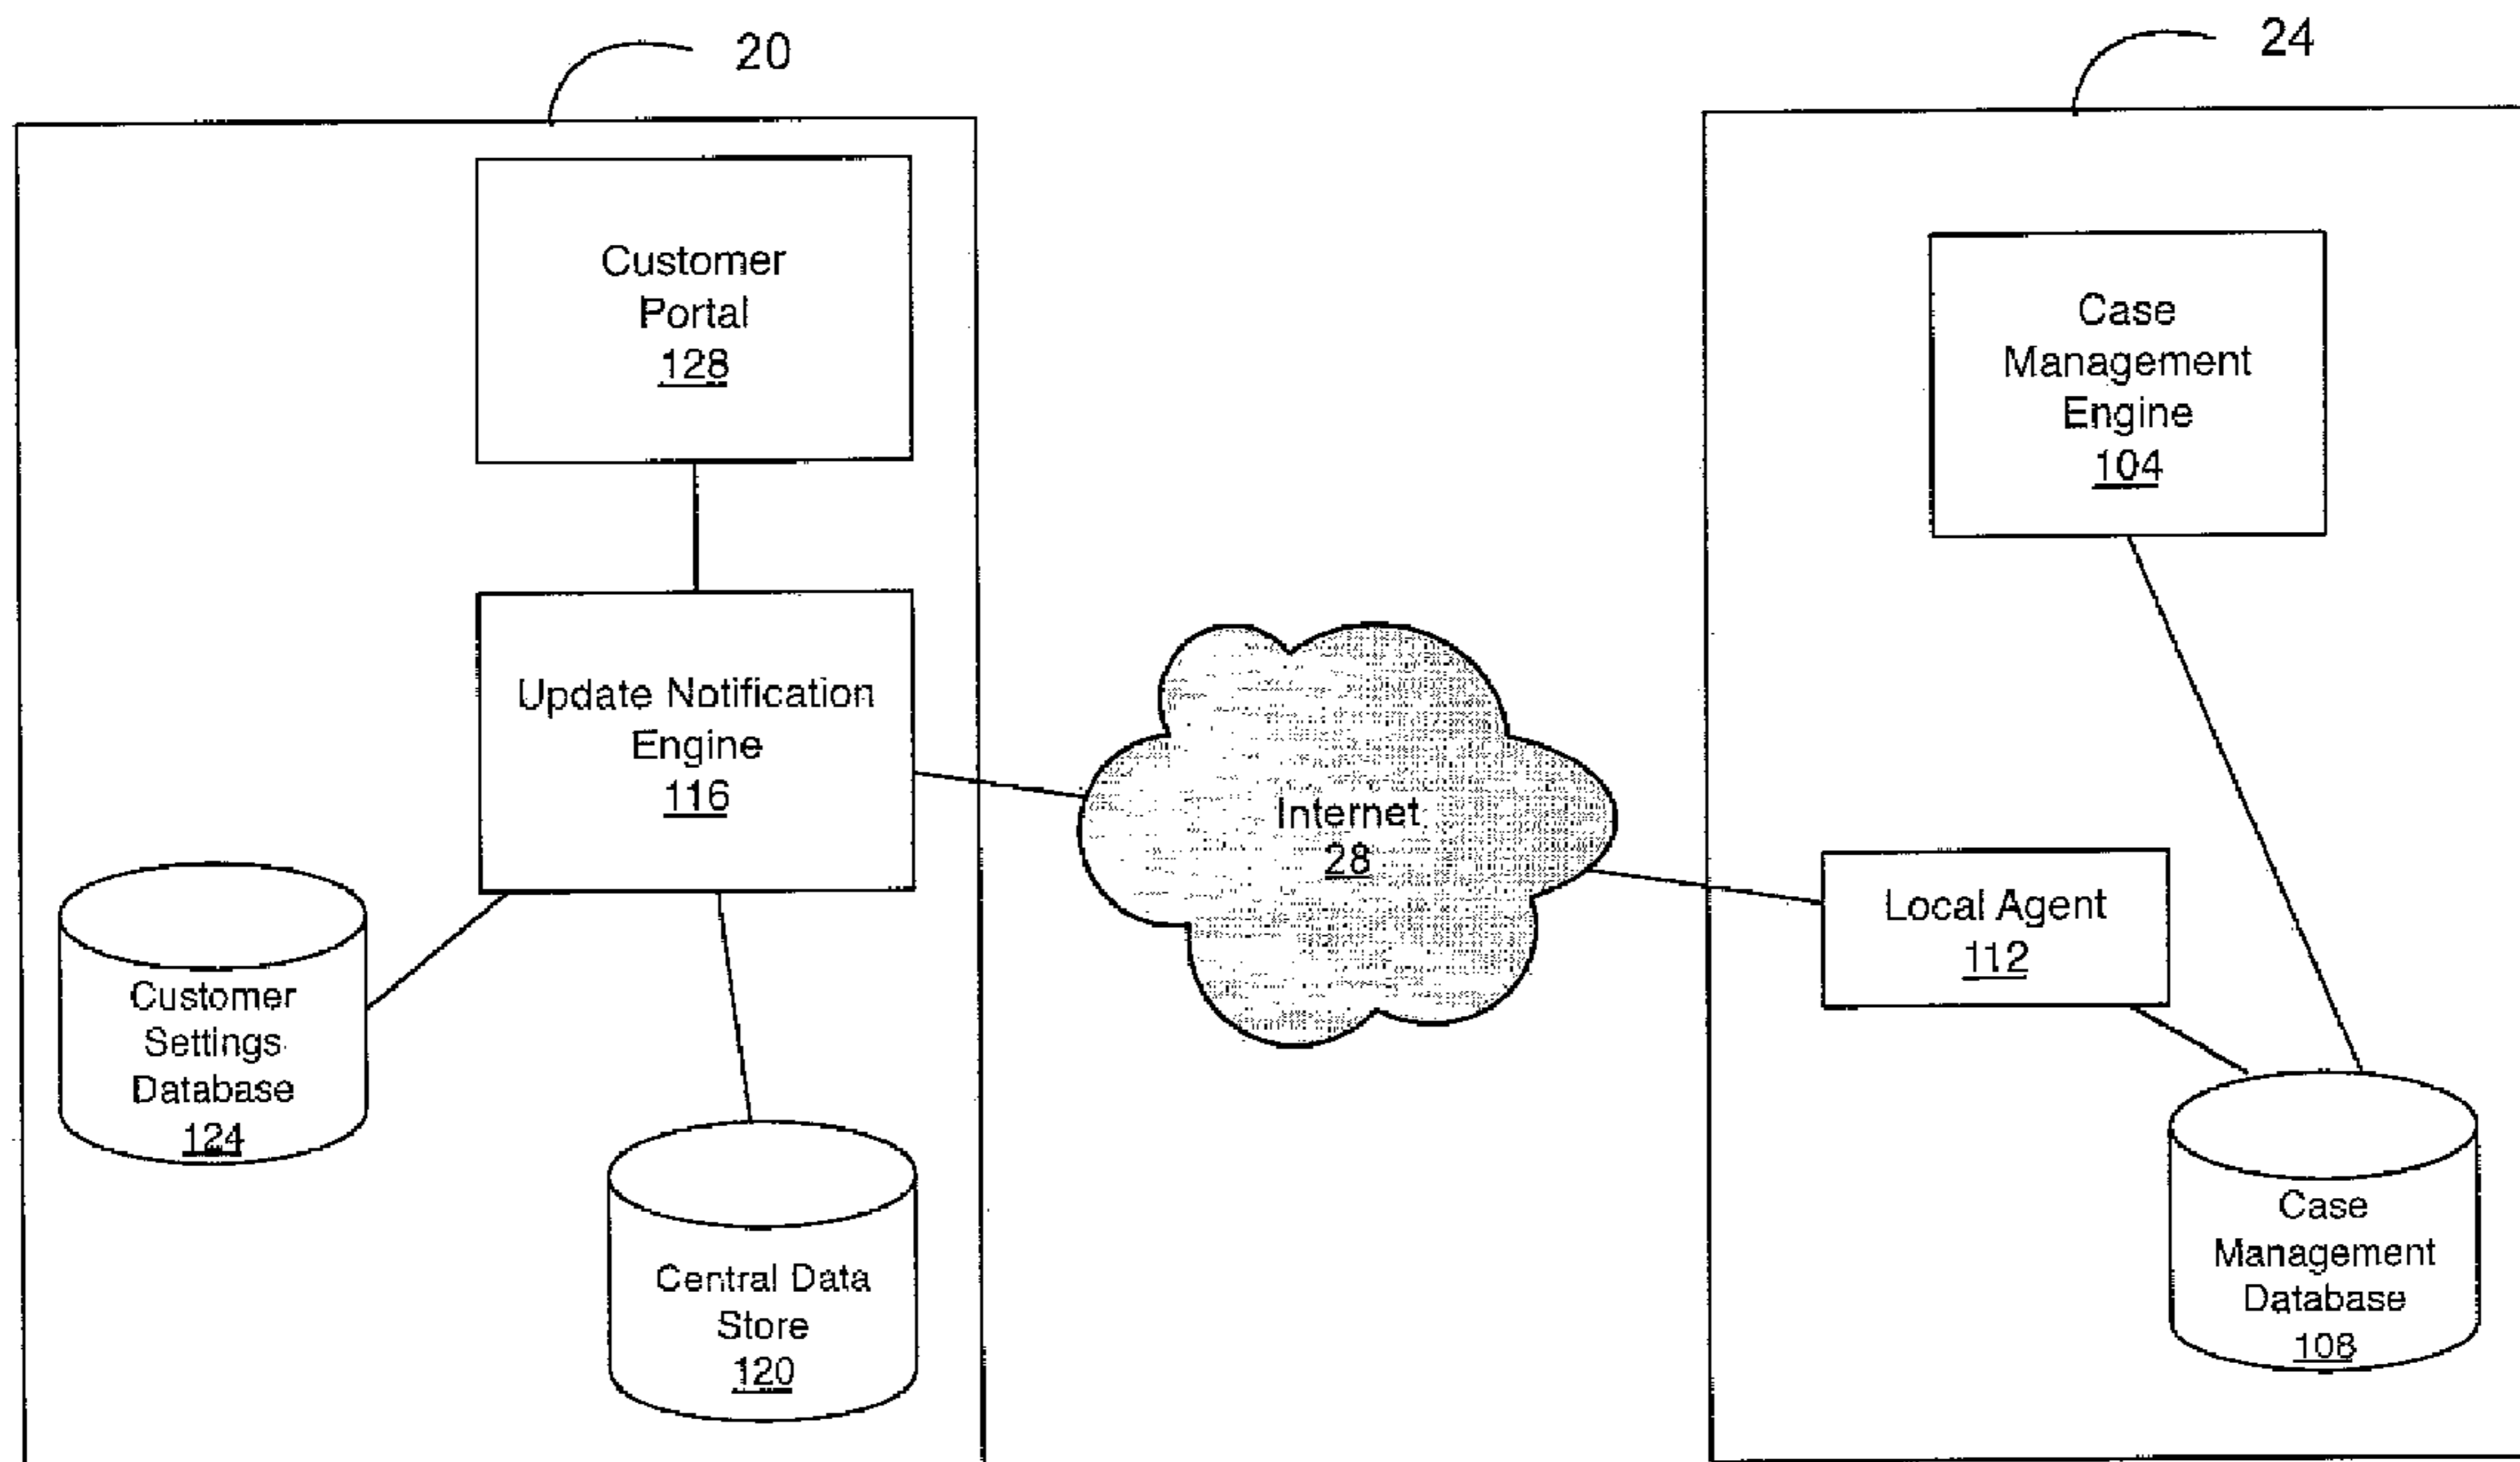 20
24
Customer
Portal
128
Case
Management
Engine
104
Update Notification
Engine
116
Internet
28
Local Agent
112
Customer
Settings
Database
124
Central Data
Store
120
Case
Management
Database
108